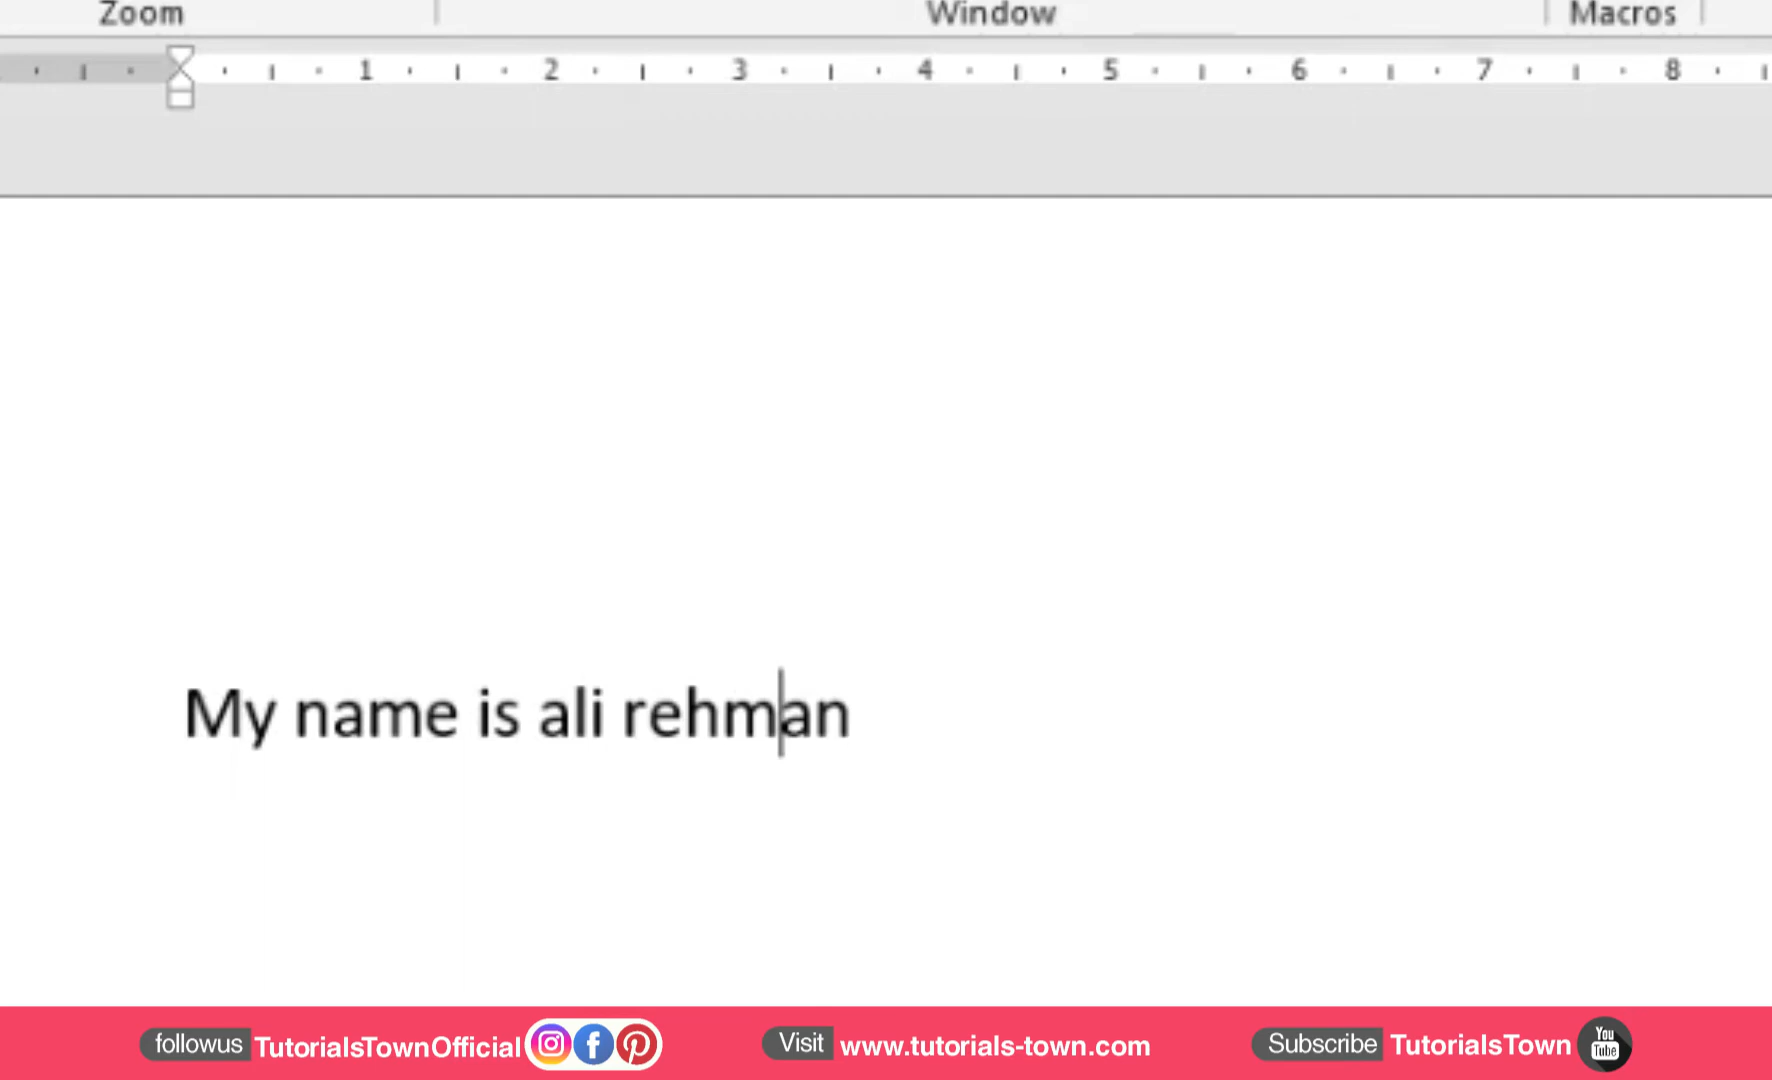 Zoom Window Macros
1 2 3 4 5 6 7 8
My name is ali rehman
followus TutorialsTownOfficial Visit www.tutorials-town.com Subscribe TutorialsTown You Tube